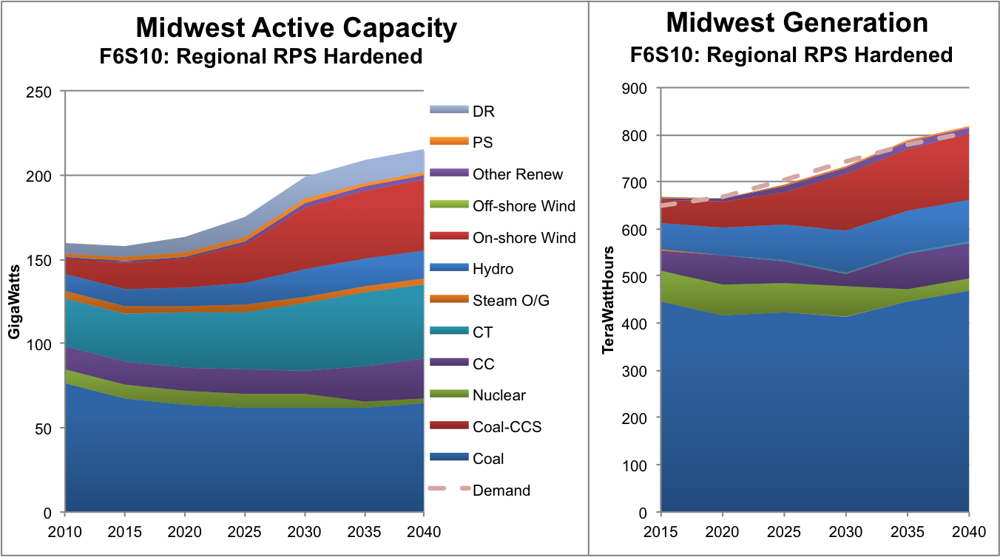 Midwest Active Capacity
F6S10: Regional RPS Hardened
250
200
150
100
50
0
GigaWatts
2010 2015 2020 2025 2030 2035 2040
DR
PS
Other Renew
Off-shore Wind
On-shore Wind
Hydro
Steam O/G
CT
CC
Nuclear
Coal-CCS
Coal
Demand
Midwest Generation
F6S10: Regional RPS Hardened
900
800
700
600
500
400
300
200
100
0
TeraWattHours
2015 2020 2025 2030 2035 2040